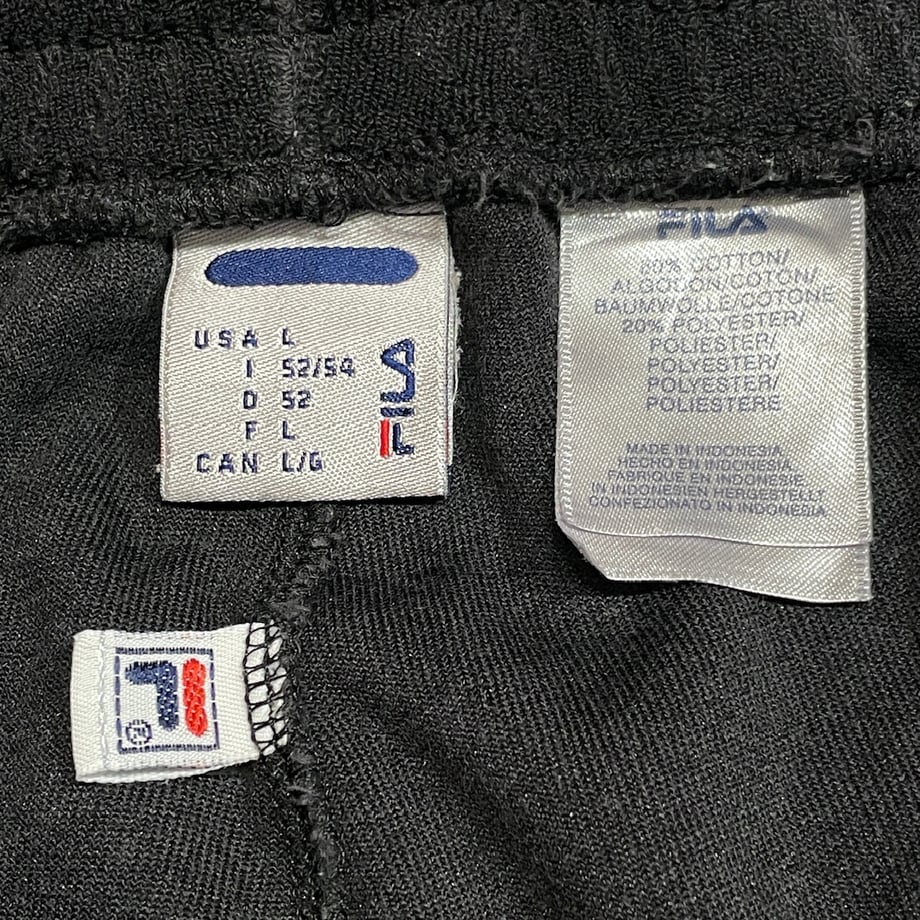 USA L
I 52/54
D 52
F L
CAN L/G
FILA
FILA
80% COTTON/
ALGODON/COTON/
BAUMWOLLE/COTONE
20% POLYESTER/
POLIESTER/
POLYESTER/
POLYESTER/
POLIESTERE
MADE IN INDONESIA
HECHO EN INDONESIA
FABRIQUE EN INDONESIE
IN INDONESIEN HERGESTELLT
CONFEZIONATO IN INDONEDIA
F
®